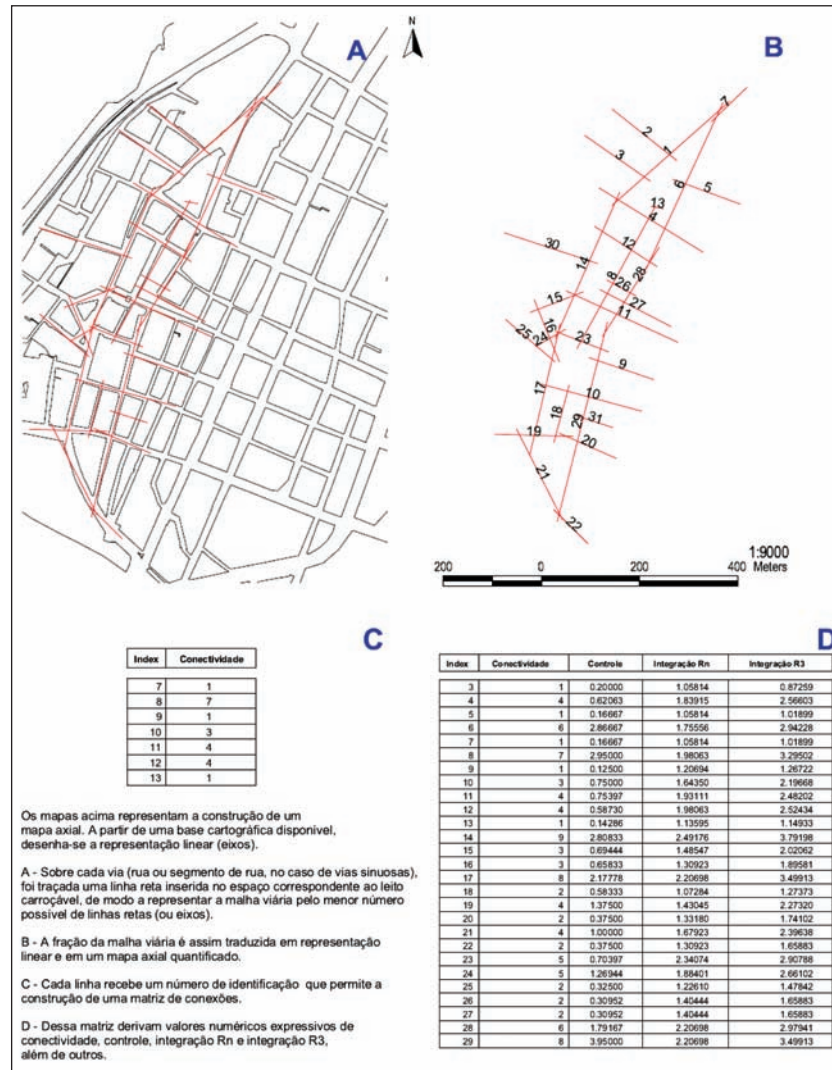 A
N
B
7
2
1
3
6
5
13
4
12
30
14
28
8
26
27
15
11
16
25
24
23
9
17
10
18
31
29
19
20
21
22
1:9000
200 0 200 400 Meters
C
Index Conectividade
7 1
8 7
9 1
10 3
11 4
12 4
13 1
Os mapas acima representam a construção de um
mapa axial. A partir de uma base cartográfica disponível,
desenha-se a representação linear (eixos).
A - Sobre cada via (rua ou segmento de rua, no caso de vias sinuosas),
foi traçada uma linha reta inserida no espaço correspondente ao leito
carroçável, de modo a representar a malha viária pelo menor número
possível de linhas retas (ou eixos).
B - A fração da malha viária é assim traduzida em representação
linear e em um mapa axial quantificado.
C - Cada linha recebe um número de identificação que permite a
construção de uma matriz de conexões.
D - Dessa matriz derivam valores numéricos expressivos de
conectividade, controle, integração Rn e integração R3,
além de outros.
D
Index Conectividade Controle Integração Rn Integração R3
3 1 0.20000 1.05814 0.87259
4 4 0.62063 1.83915 2.56603
5 1 0.16667 1.05814 1.01899
6 6 2.86667 1.75556 2.94228
7 1 0.16667 1.05814 1.01899
8 7 2.95000 1.98063 3.29502
9 1 0.12500 1.20694 1.26722
10 3 0.75000 1.64350 2.19668
11 4 0.75397 1.93111 2.48202
12 4 0.58730 1.98063 2.52434
13 1 0.14286 1.13595 1.14933
14 9 2.80833 2.49176 3.79198
15 3 0.69444 1.48547 2.02062
16 3 0.65833 1.30923 1.89581
17 8 2.17778 2.20698 3.49913
18 2 0.58333 1.07284 1.27373
19 4 1.37500 1.43045 2.27320
20 2 0.37500 1.33180 1.74102
21 4 1.00000 1.67923 2.39638
22 2 0.37500 1.30923 1.65883
23 5 0.70397 2.34074 2.90788
24 5 1.26944 1.88401 2.66102
25 2 0.32500 1.22610 1.47842
26 2 0.30952 1.40444 1.65883
27 2 0.30952 1.40444 1.65883
28 6 1.79167 2.20698 2.97941
29 8 3.95000 2.20698 3.49913